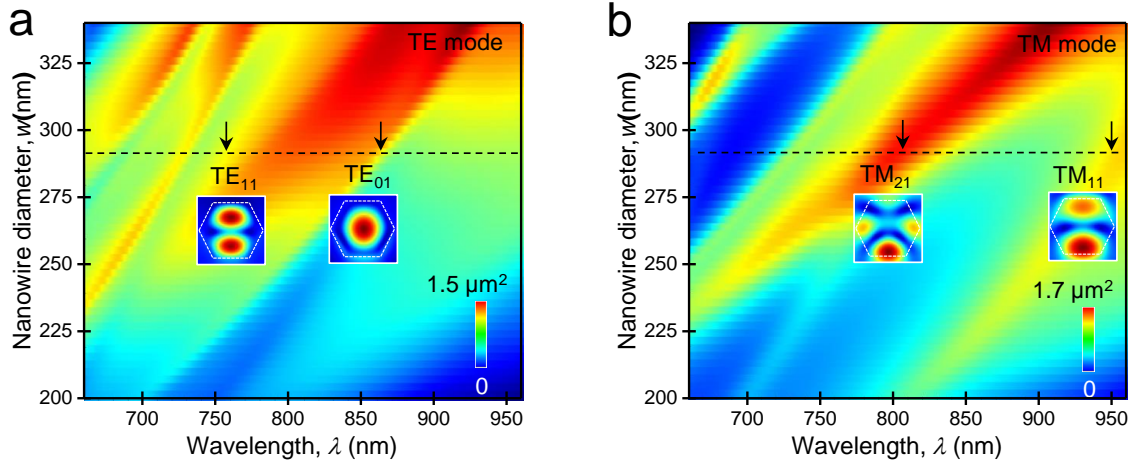 a
TE mode
Nanowire diameter, w(nm)
325
300
275
250
225
200
TE₁₁
TE₀₁
1.5 µm²
0
700
750
800
850
900
950
Wavelength, λ (nm)
b
TM mode
Nanowire diameter, w(nm)
325
300
275
250
225
200
TM₂₁
TM₁₁
1.7 µm²
0
700
750
800
850
900
950
Wavelength, λ (nm)